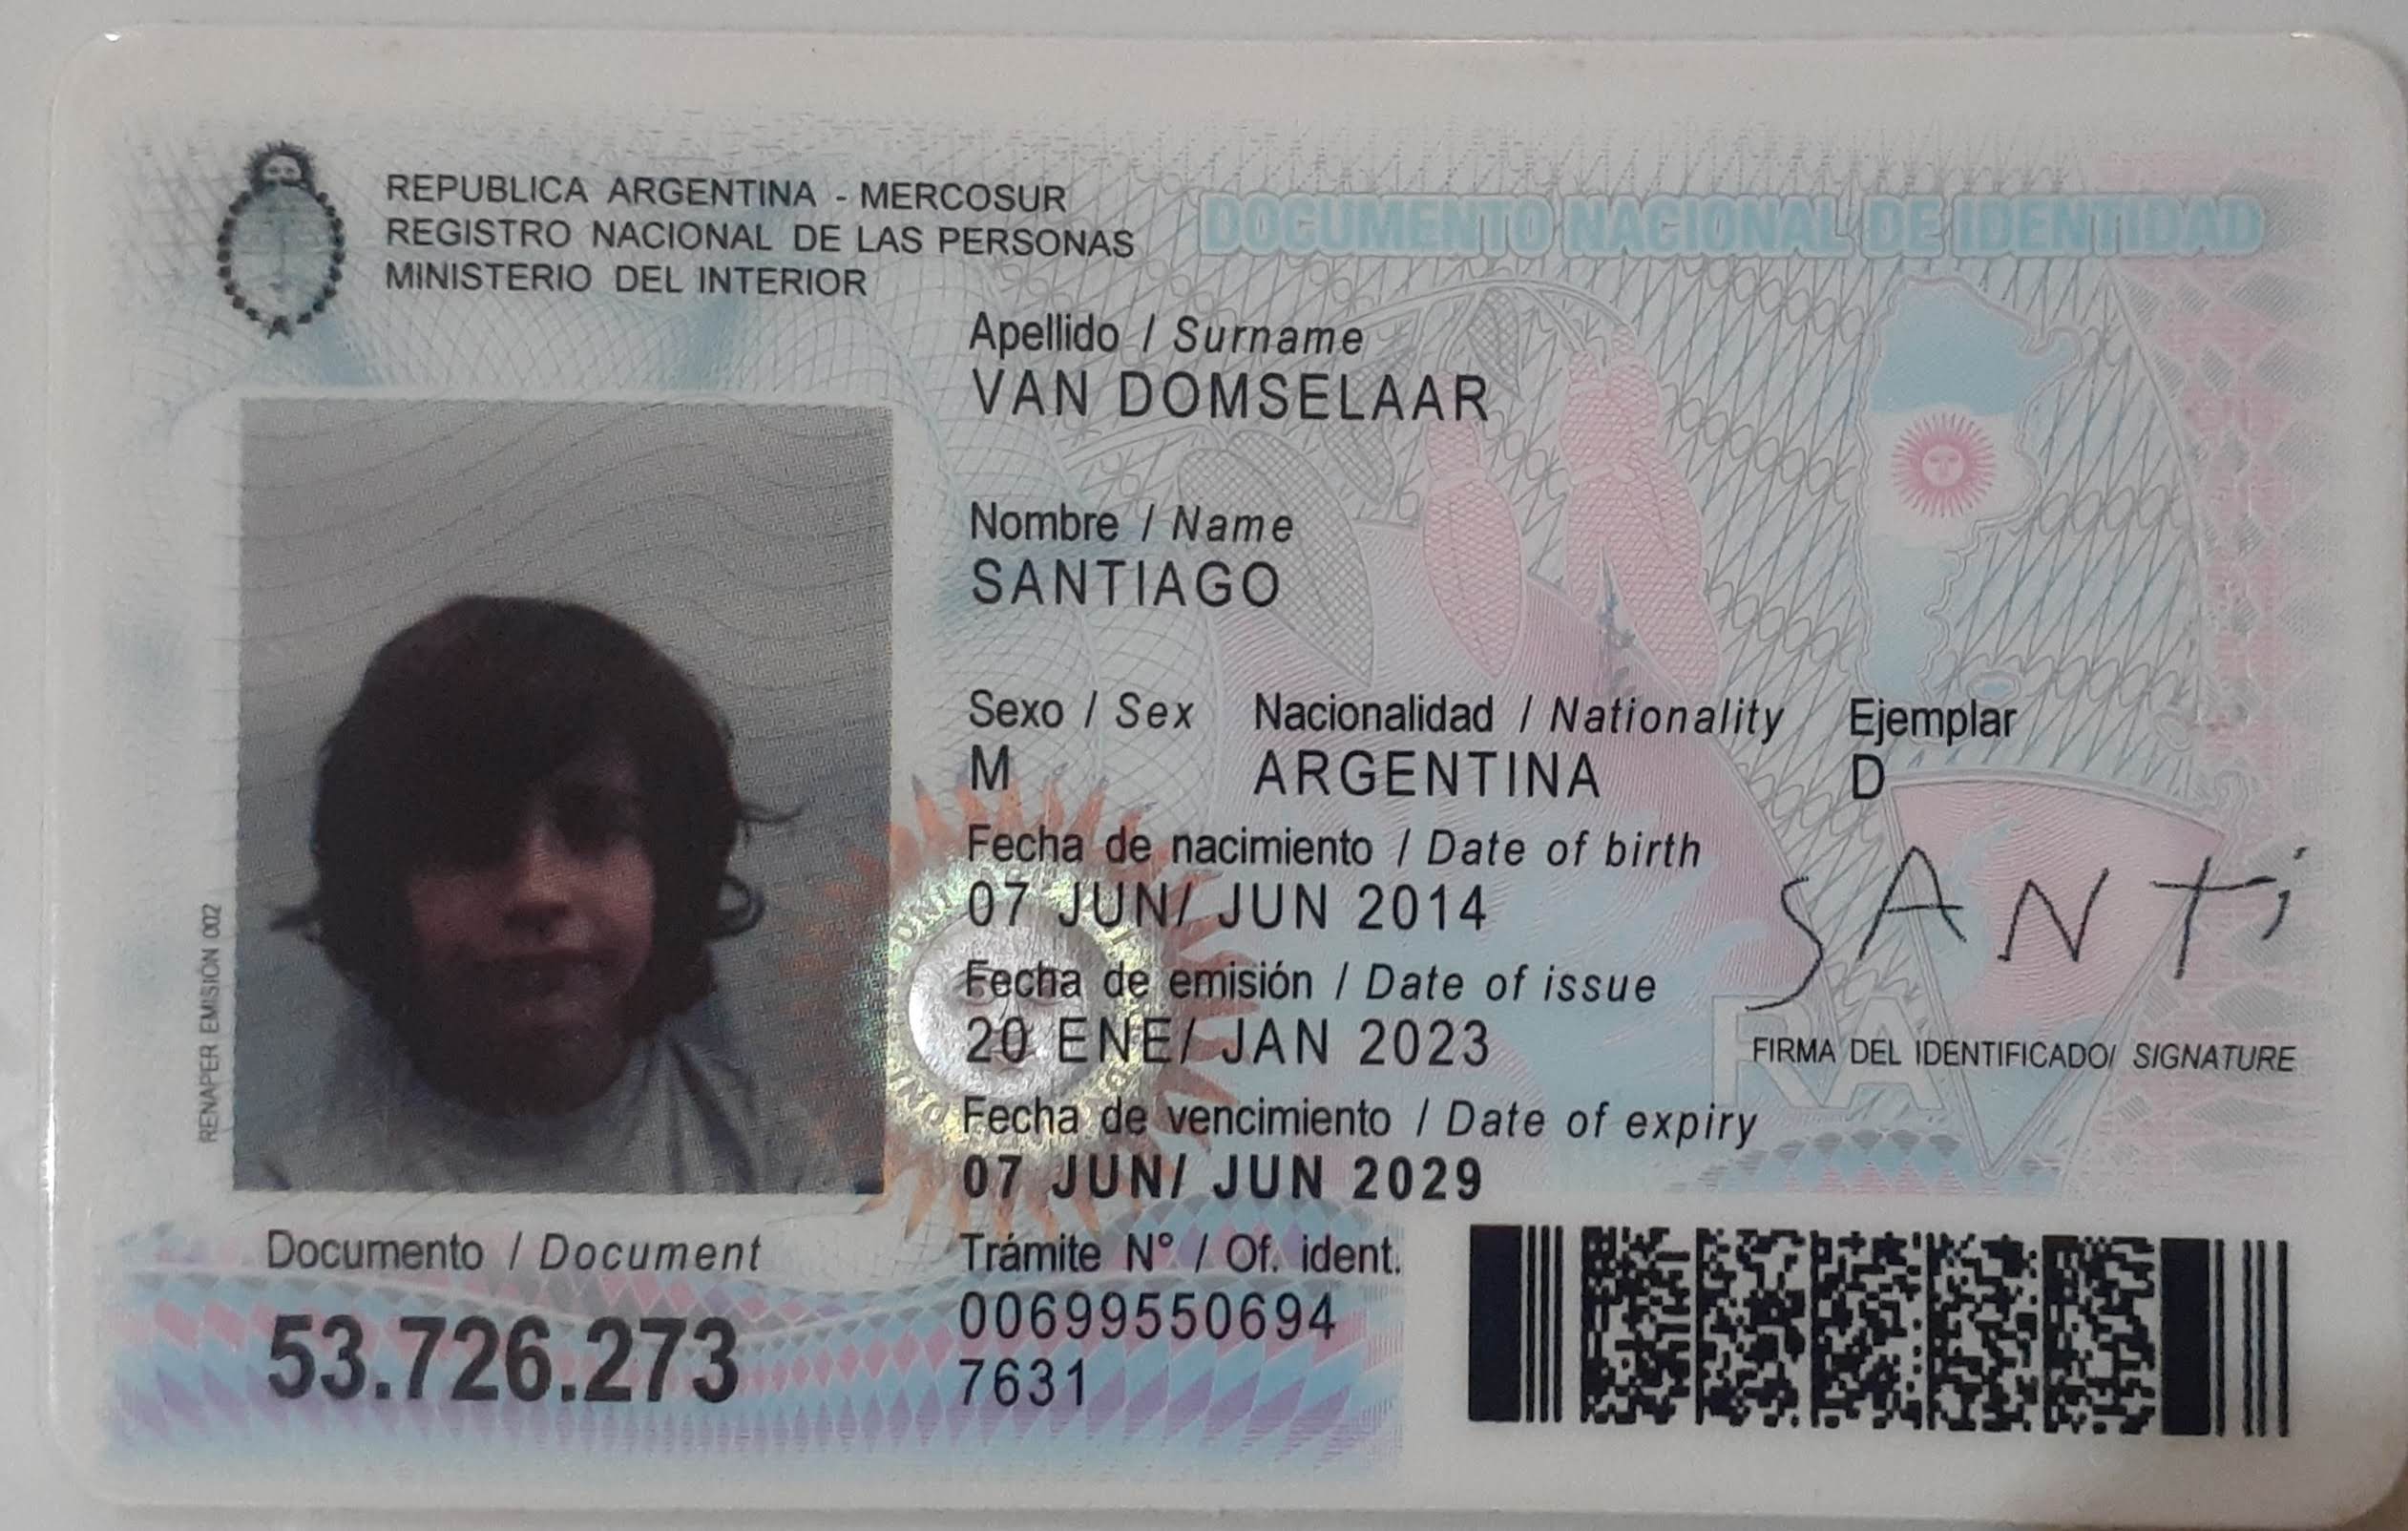 REPUBLICA ARGENTINA - MERCOSUR
REGISTRO NACIONAL DE LAS PERSONAS
MINISTERIO DEL INTERIOR
DOCUMENTO NACIONAL DE IDENTIDAD
Apellido / Surname
VAN DOMSELAAR
Nombre / Name
SANTIAGO
Sexo / Sex Nacionalidad / Nationality Ejemplar
M ARGENTINA D
Fecha de nacimiento / Date of birth
07 JUN/ JUN 2014
Fecha de emisión / Date of issue
20 ENE/ JAN 2023
Fecha de vencimiento / Date of expiry
07 JUN/ JUN 2029
SANTi
FIRMA DEL IDENTIFICADO/ SIGNATURE
RA
RENAPER EMISIÓN 002
Documento / Document
53.726.273
Trámite N° / Of. ident.
00699550694
7631